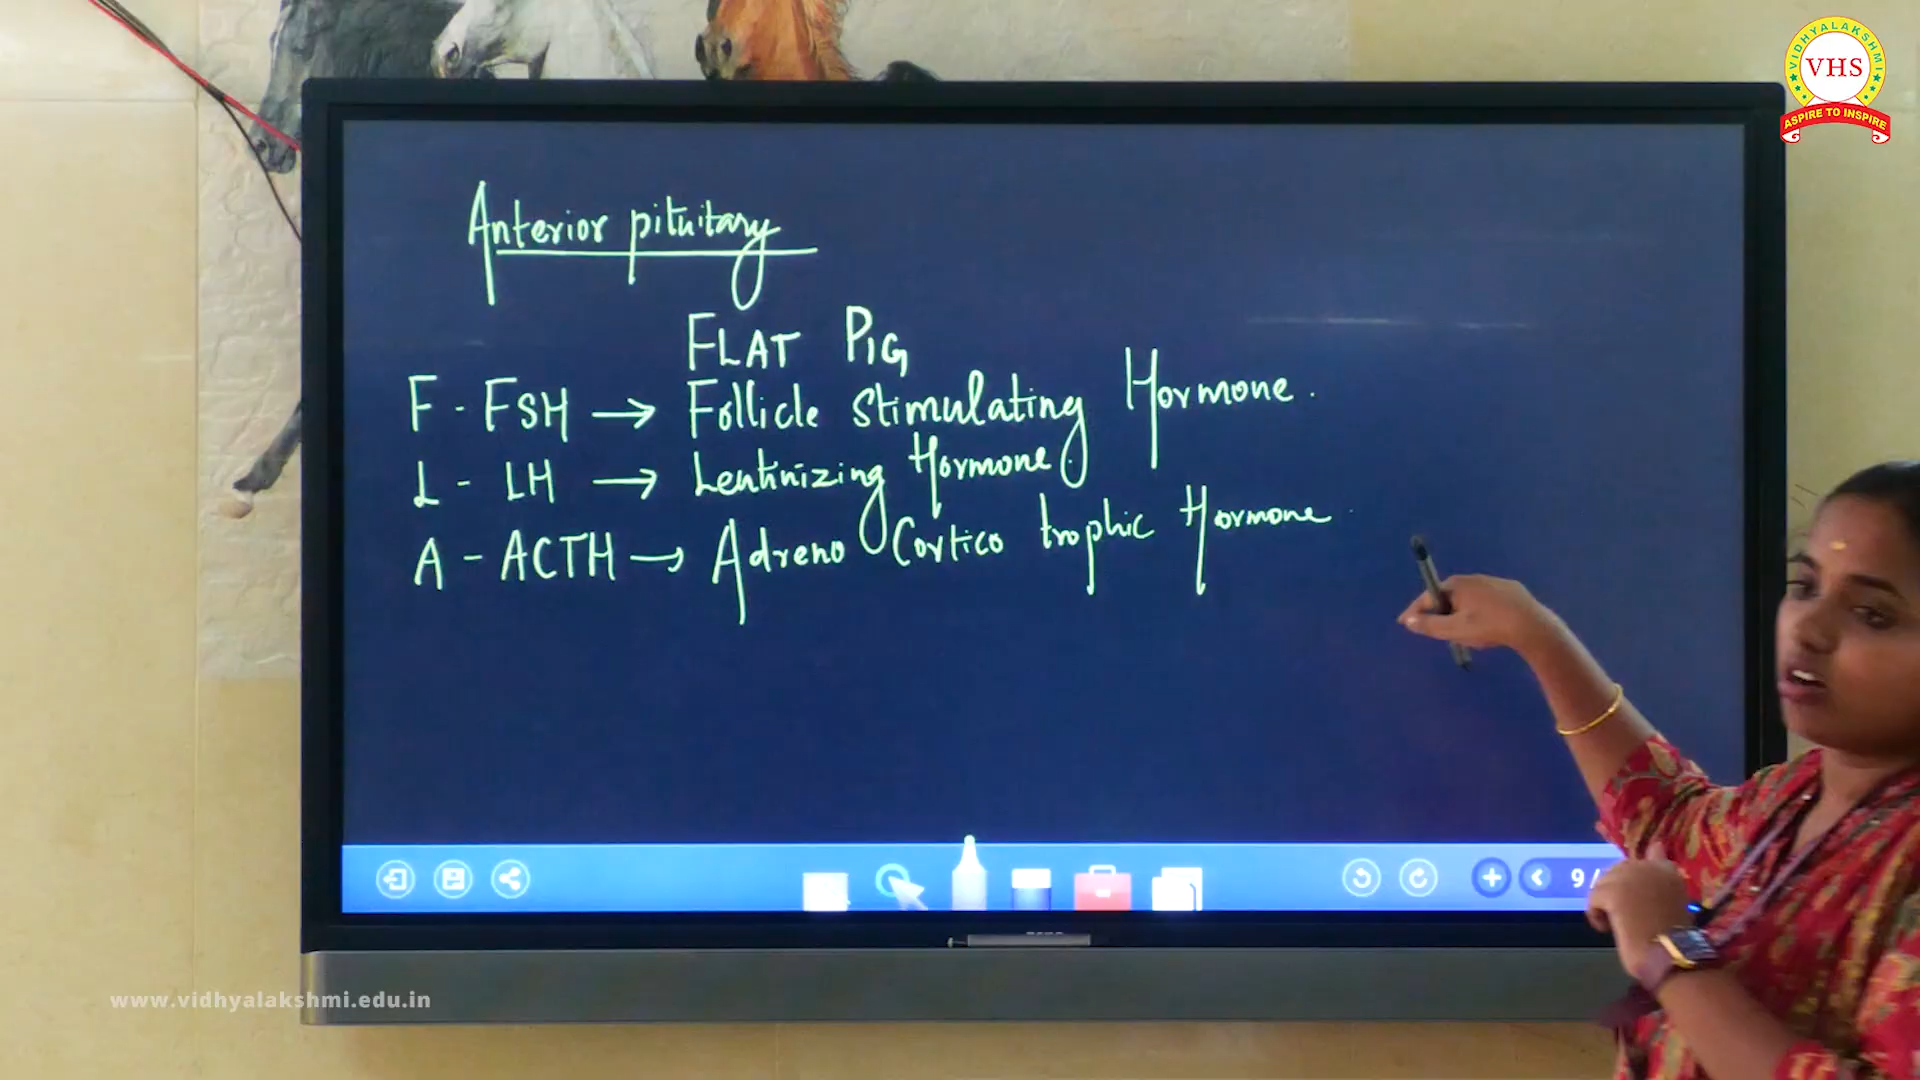 VIDHYALAKSHMI
VHS
ASPIRE TO INSPIRE
Anterior pituitary
FLAT PIG
F - FSH → Follicle Stimulating Hormone.
L - LH → Leutinizing Hormone.
A - ACTH → Adreno Cortico trophic Hormone
9/
www.vidhyalakshmi.edu.in